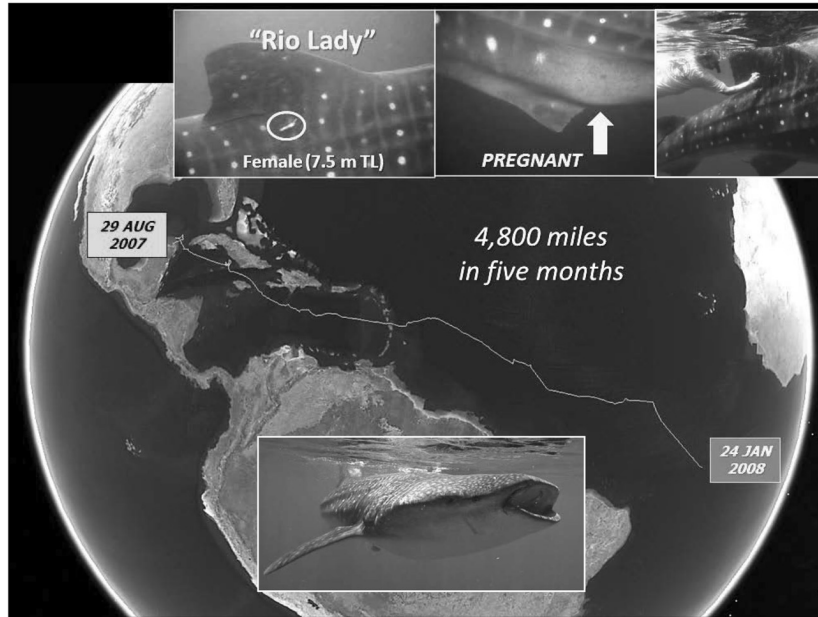 "Rio Lady"
Female (7.5 m TL)
PREGNANT
29 AUG
2007
4,800 miles
in five months
24 JAN
2008